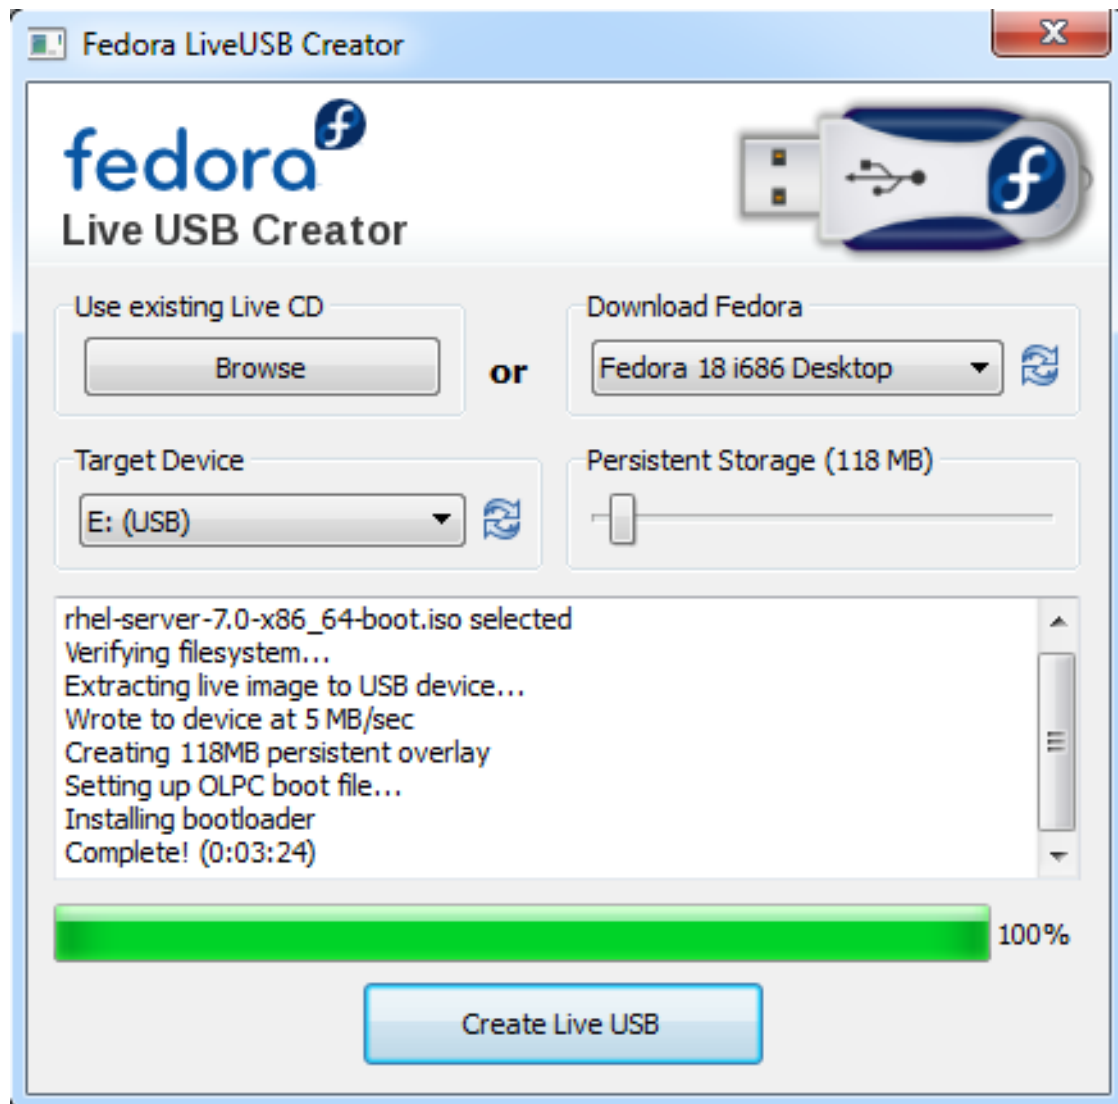 Fedora LiveUSB Creator
fedora
Live USB Creator
Use existing Live CD
Browse
or
Download Fedora
Fedora 18 i686 Desktop
Target Device
E: (USB)
Persistent Storage (118 MB)
rhel-server-7.0-x86_64-boot.iso selected
Verifying filesystem...
Extracting live image to USB device...
Wrote to device at 5 MB/sec
Creating 118MB persistent overlay
Setting up OLPC boot file...
Installing bootloader
Complete! (0:03:24)
100%
Create Live USB